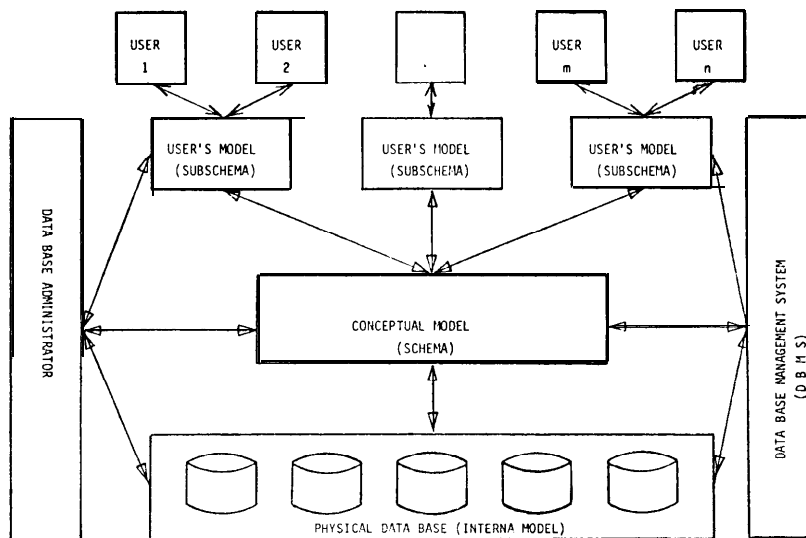 USER
1
USER
2
.
USER
m
USER
n
USER'S MODEL
(SUBSCHEMA)
USER'S MODEL
(SUBSCHEMA)
USER'S MODEL
(SUBSCHEMA)
DATA BASE ADMINISTRATOR
CONCEPTUAL MODEL
(SCHEMA)
DATA BASE MANAGEMENT SYSTEM
(D B M S)
PHYSICAL DATA BASE (INTERNA MODEL)